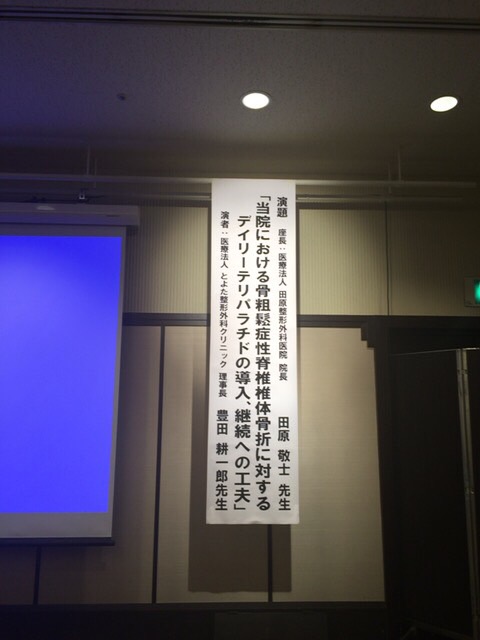 演題 座長：医療法人 田原整形外科医院 院長 田原 敬士 先生
「当院における骨粗鬆症性脊椎椎体骨折に対する
デイリーテリパラチドの導入、継続への工夫」
演者：医療法人 とよた整形外科クリニック 理事長 豊田 耕一郎先生